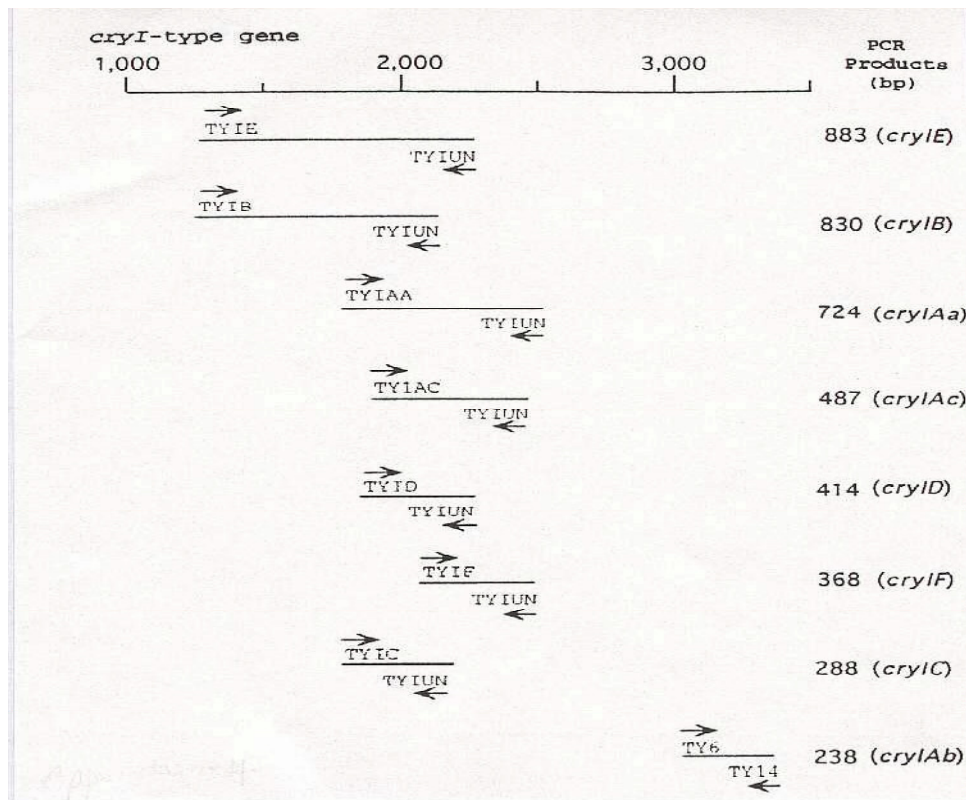 cryI-type gene
1,000 2,000 3,000
PCR
Products
(bp)
TYIE
TYIUN
883 (cryIE)
TYIB
TYIUN
830 (cryIB)
TYIAA
TYIUN
724 (cryIAa)
TY1AC
TYIUN
487 (cryIAc)
TYID
TYIUN
414 (cryID)
TYIF
TYIUN
368 (cryIF)
TYIC
TYIUN
288 (cryIC)
TY6
TY14
238 (cryIAb)